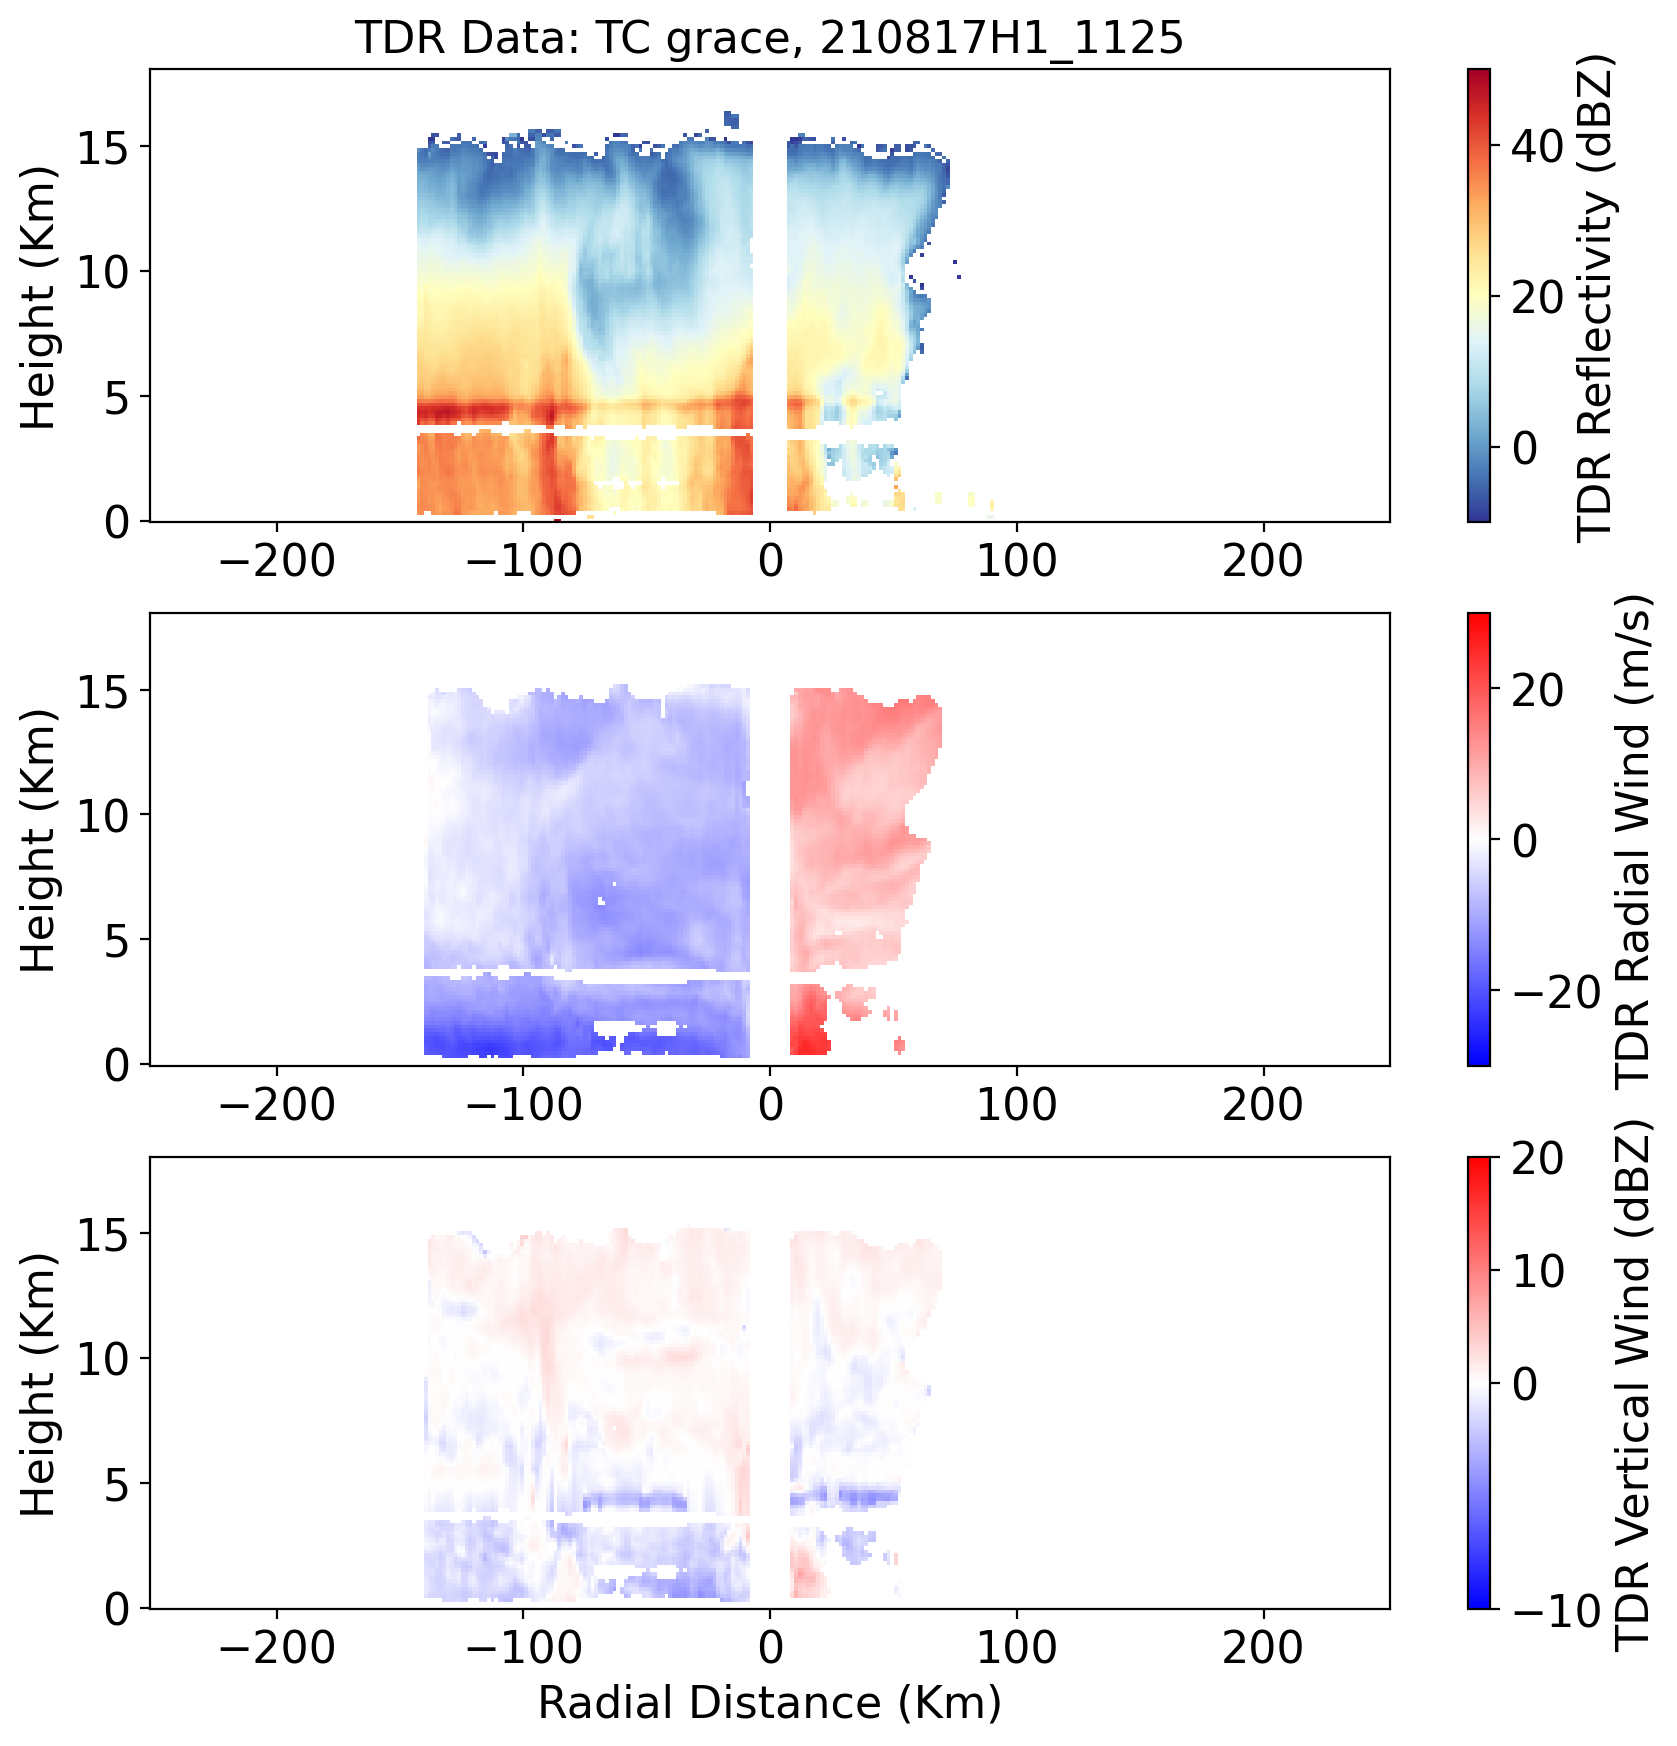 TDR Data: TC grace, 210817H1_1125
Height (Km)
15
10
5
0
−200 −100 0 100 200
40
20
0
TDR Reflectivity (dBZ)
Height (Km)
15
10
5
0
−200 −100 0 100 200
20
0
−20
TDR Radial Wind (m/s)
Height (Km)
15
10
5
0
−200 −100 0 100 200
Radial Distance (Km)
20
10
0
−10
TDR Vertical Wind (dBZ)